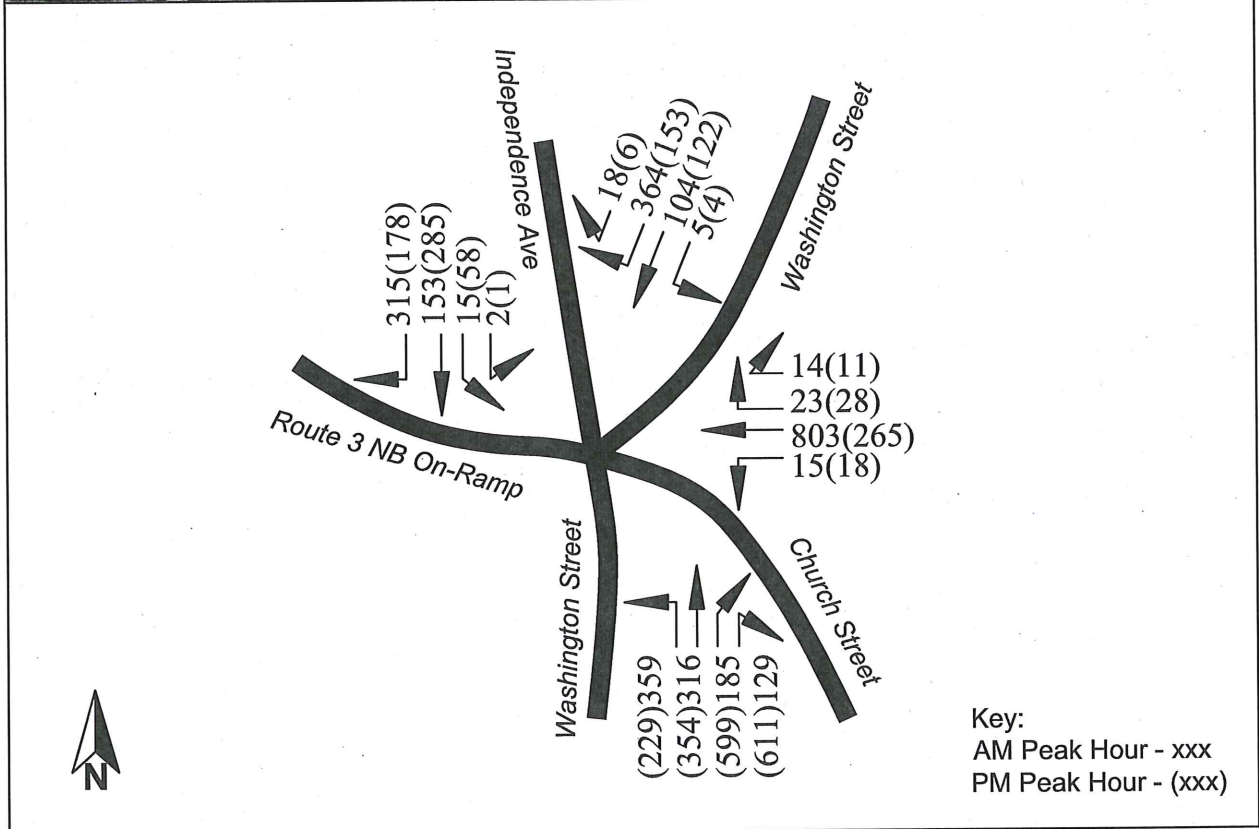 Independence Ave
Washington Street
18(6)
364(153)
104(122)
5(4)
315(178)
153(285)
15(58)
2(1)
14(11)
23(28)
803(265)
15(18)
Route 3 NB On-Ramp
Washington Street
Church Street
(229)359
(354)316
(599)185
(611)129
N
Key:
AM Peak Hour - xxx
PM Peak Hour - (xxx)